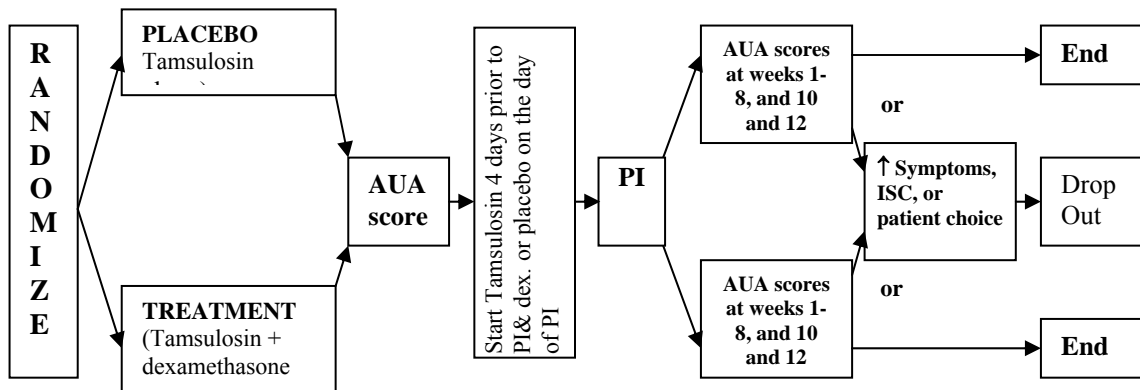 RANDOMIZE
PLACEBO
Tamsulosin
TREATMENT
(Tamsulosin +
dexamethasone
AUA
score
Start Tamsulosin 4 days prior to
PI& dex. or placebo on the day
of PI
PI
AUA scores
at weeks 1-
8, and 10
and 12
or
AUA scores
at weeks 1-
8, and 10
and 12
or
↑ Symptoms,
ISC, or
patient choice
End
Drop
Out
End